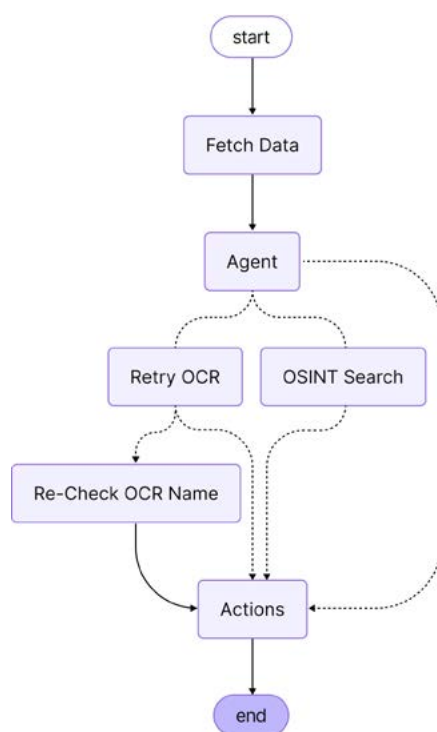 start
Fetch Data
Agent
Retry OCR
OSINT Search
Re-Check OCR Name
Actions
end